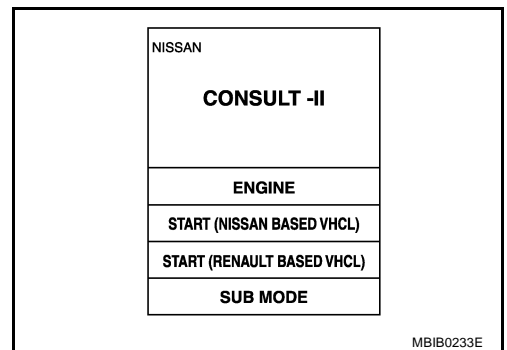 NISSAN
CONSULT -II
ENGINE
START (NISSAN BASED VHCL)
START (RENAULT BASED VHCL)
SUB MODE
MBIB0233E